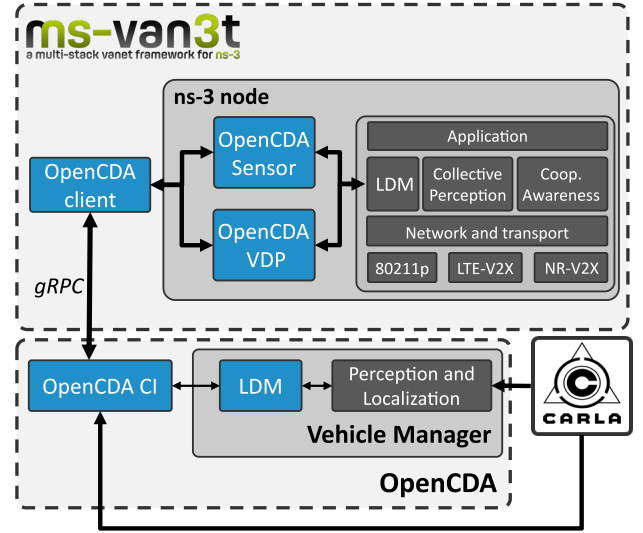 ms-van3t
a multi-stack vanet framework for ns-3
ns-3 node
OpenCDA
Sensor
OpenCDA
client
OpenCDA
VDP
Application
LDM
Collective
Perception
Coop.
Awareness
Network and transport
80211p
LTE-V2X
NR-V2X
gRPC
OpenCDA CI
LDM
Perception and
Localization
Vehicle Manager
OpenCDA
CARLA